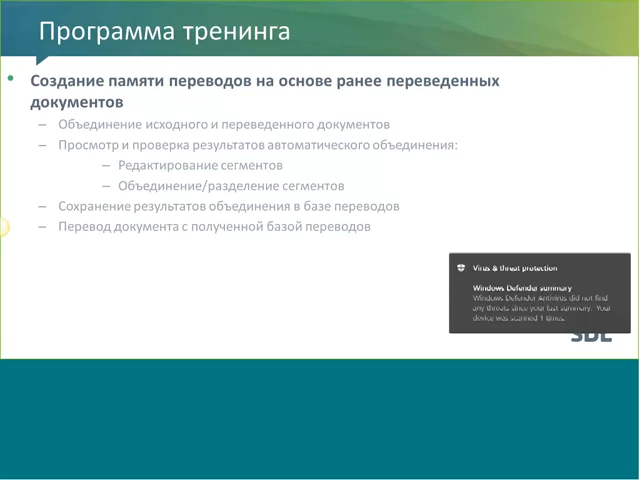 Программа тренинга
• Создание памяти переводов на основе ранее переведенных
документов
– Объединение исходного и переведенного документов
– Просмотр и проверка результатов автоматического объединения:
– Редактирование сегментов
– Объединение/разделение сегментов
– Сохранение результатов объединения в базе переводов
– Перевод документа с полученной базой переводов
Virus & threat protection
Windows Defender summary
Windows Defender Antivirus did not find
any threats since your last summary. Your
device was scanned 1 times.
SDL